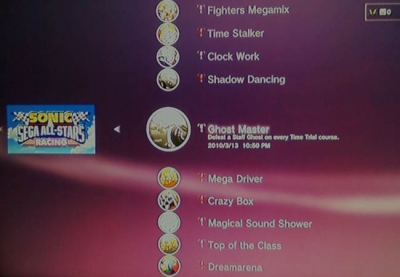 Fighters Megamix
Time Stalker
Clock Work
Shadow Dancing
SONIC
SEGA ALL-STARS
RACING
Ghost Master
Defeat a Staff Ghost on every Time Trial course.
2010/3/13 10:50 PM
Mega Driver
Crazy Box
Magical Sound Shower
Top of the Class
Dreamarena
0